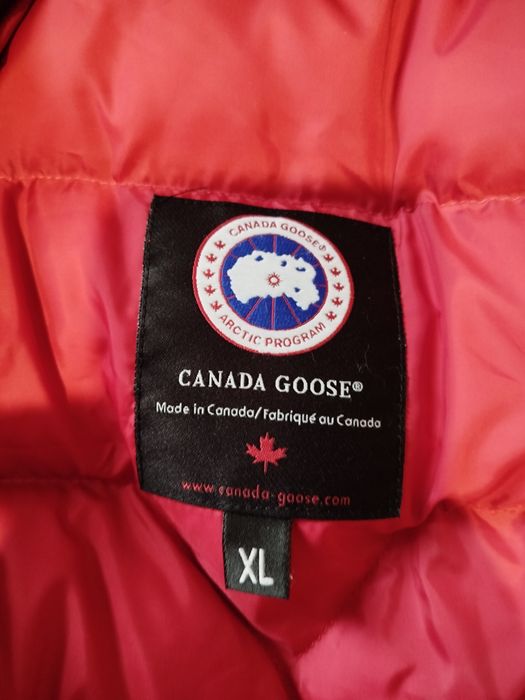 CANADA GOOSE®
ARCTIC PROGRAM
CANADA GOOSE®
Made in Canada/Fabriqué au Canada
www.canada-goose.com
XL